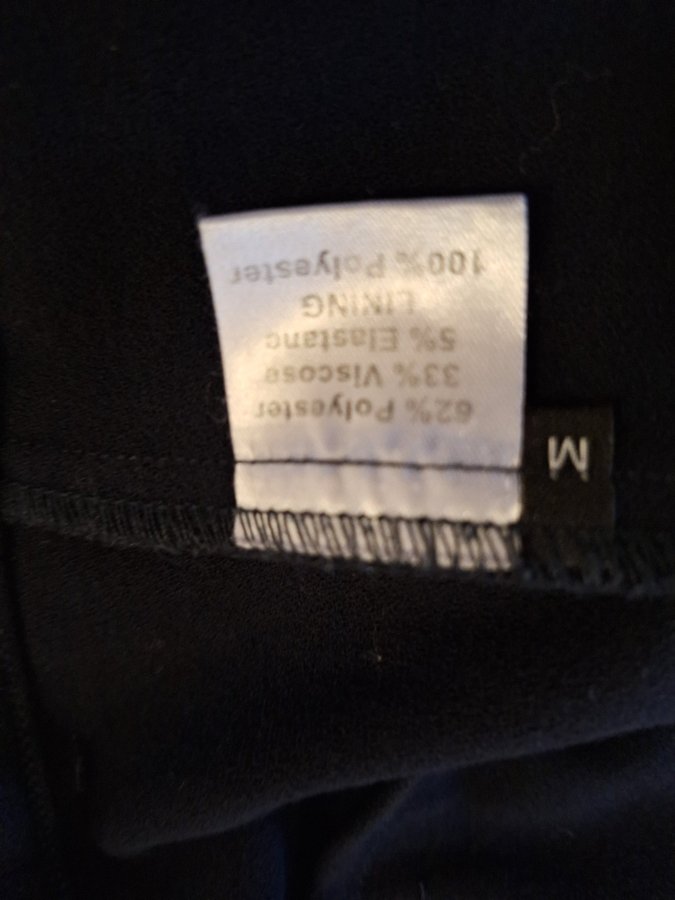 62% Polyester
33% Viscose
5% Elastane
LINING
100% Polyester
M